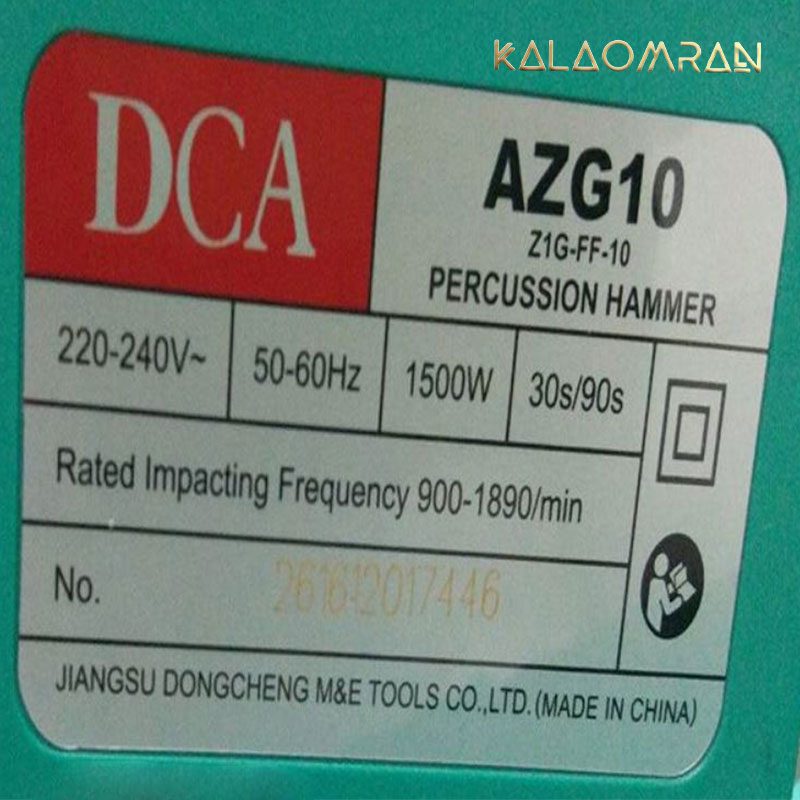 KALAOMRAN
DCA
AZG10
Z1G-FF-10
PERCUSSION HAMMER
220-240V~ 50-60Hz 1500W 30s/90s
Rated Impacting Frequency 900-1890/min
No. 261612017446
JIANGSU DONGCHENG M&E TOOLS CO.,LTD.(MADE IN CHINA)